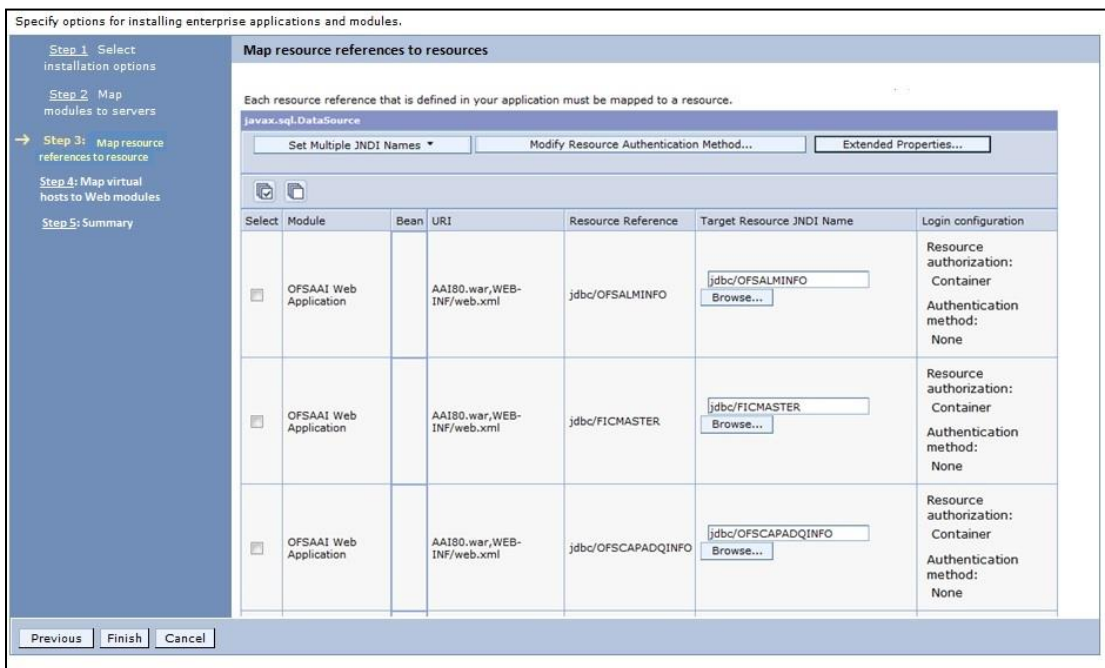 Specify options for installing enterprise applications and modules.
Step 1 Select
installation options
Step 2 Map
modules to servers
→ Step 3: Map resource
references to resource
Step 4: Map virtual
hosts to Web modules
Step 5: Summary
Map resource references to resources
Each resource reference that is defined in your application must be mapped to a resource.
javax.sql.DataSource
Set Multiple JNDI Names Modify Resource Authentication Method... Extended Properties...
Select Module Bean URI Resource Reference Target Resource JNDI Name Login configuration
OFSAAI Web
Application
AAI80.war,WEB-
INF/web.xml
jdbc/OFSALMINFO
jdbc/OFSALMINFO
Browse...
Resource
authorization:
Container
Authentication
method:
None
OFSAAI Web
Application
AAI80.war,WEB-
INF/web.xml
jdbc/FICMASTER
jdbc/FICMASTER
Browse...
Resource
authorization:
Container
Authentication
method:
None
OFSAAI Web
Application
AAI80.war,WEB-
INF/web.xml
jdbc/OFSCAPADQINFO
jdbc/OFSCAPADQINFO
Browse...
Resource
authorization:
Container
Authentication
method:
None
Previous Finish Cancel